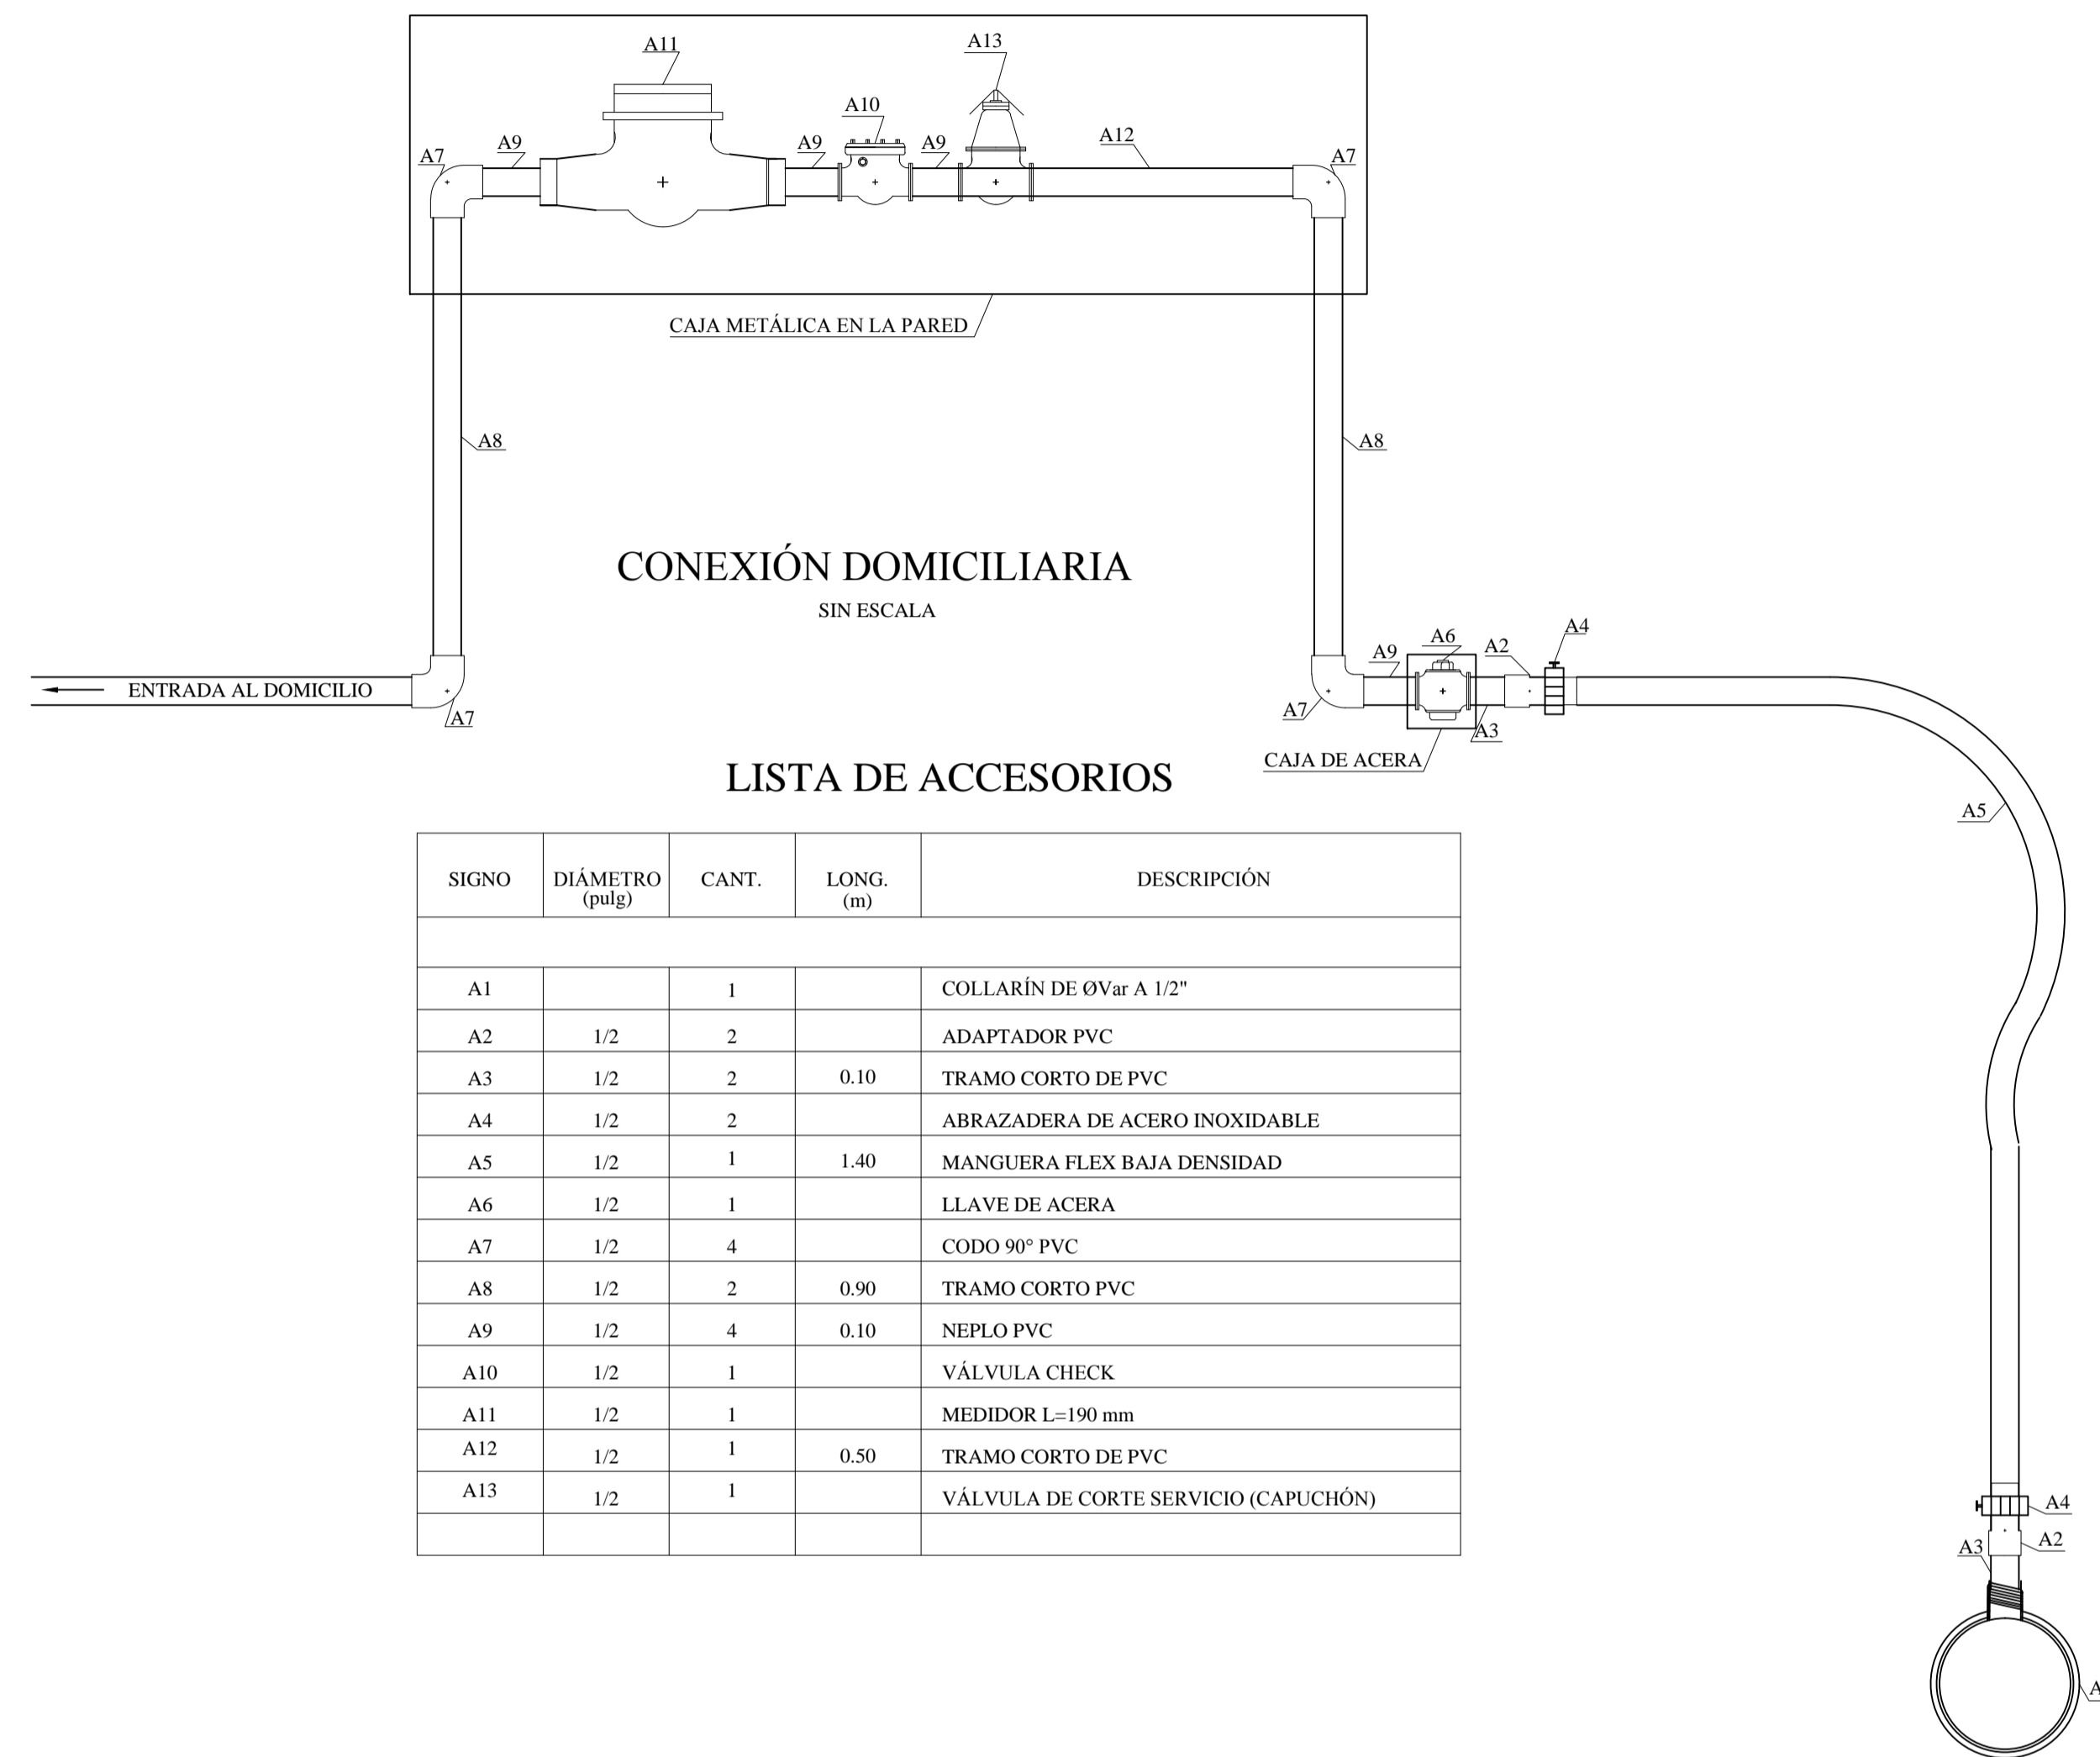 A11
A13
A10
A7
A9
A9
A9
A12
A7
CAJA METÁLICA EN LA PARED
A8
A8
CONEXIÓN DOMICILIARIA
SIN ESCALA
A9
A6
A2
A4
ENTRADA AL DOMICILIO
A7
A7
A3
CAJA DE ACERA
A5
LISTA DE ACCESORIOS
SIGNO DIÁMETRO (pulg) CANT. LONG. (m) DESCRIPCIÓN
A1 1 COLLARÍN DE ØVar A 1/2"
A2 1/2 2 ADAPTADOR PVC
A3 1/2 2 0.10 TRAMO CORTO DE PVC
A4 1/2 2 ABRAZADERA DE ACERO INOXIDABLE
A5 1/2 1 1.40 MANGUERA FLEX BAJA DENSIDAD
A6 1/2 1 LLAVE DE ACERA
A7 1/2 4 CODO 90° PVC
A8 1/2 2 0.90 TRAMO CORTO PVC
A9 1/2 4 0.10 NEPLO PVC
A10 1/2 1 VÁLVULA CHECK
A11 1/2 1 MEDIDOR L=190 mm
A12 1/2 1 0.50 TRAMO CORTO DE PVC
A13 1/2 1 VÁLVULA DE CORTE SERVICIO (CAPUCHÓN)
A4
A2
A3